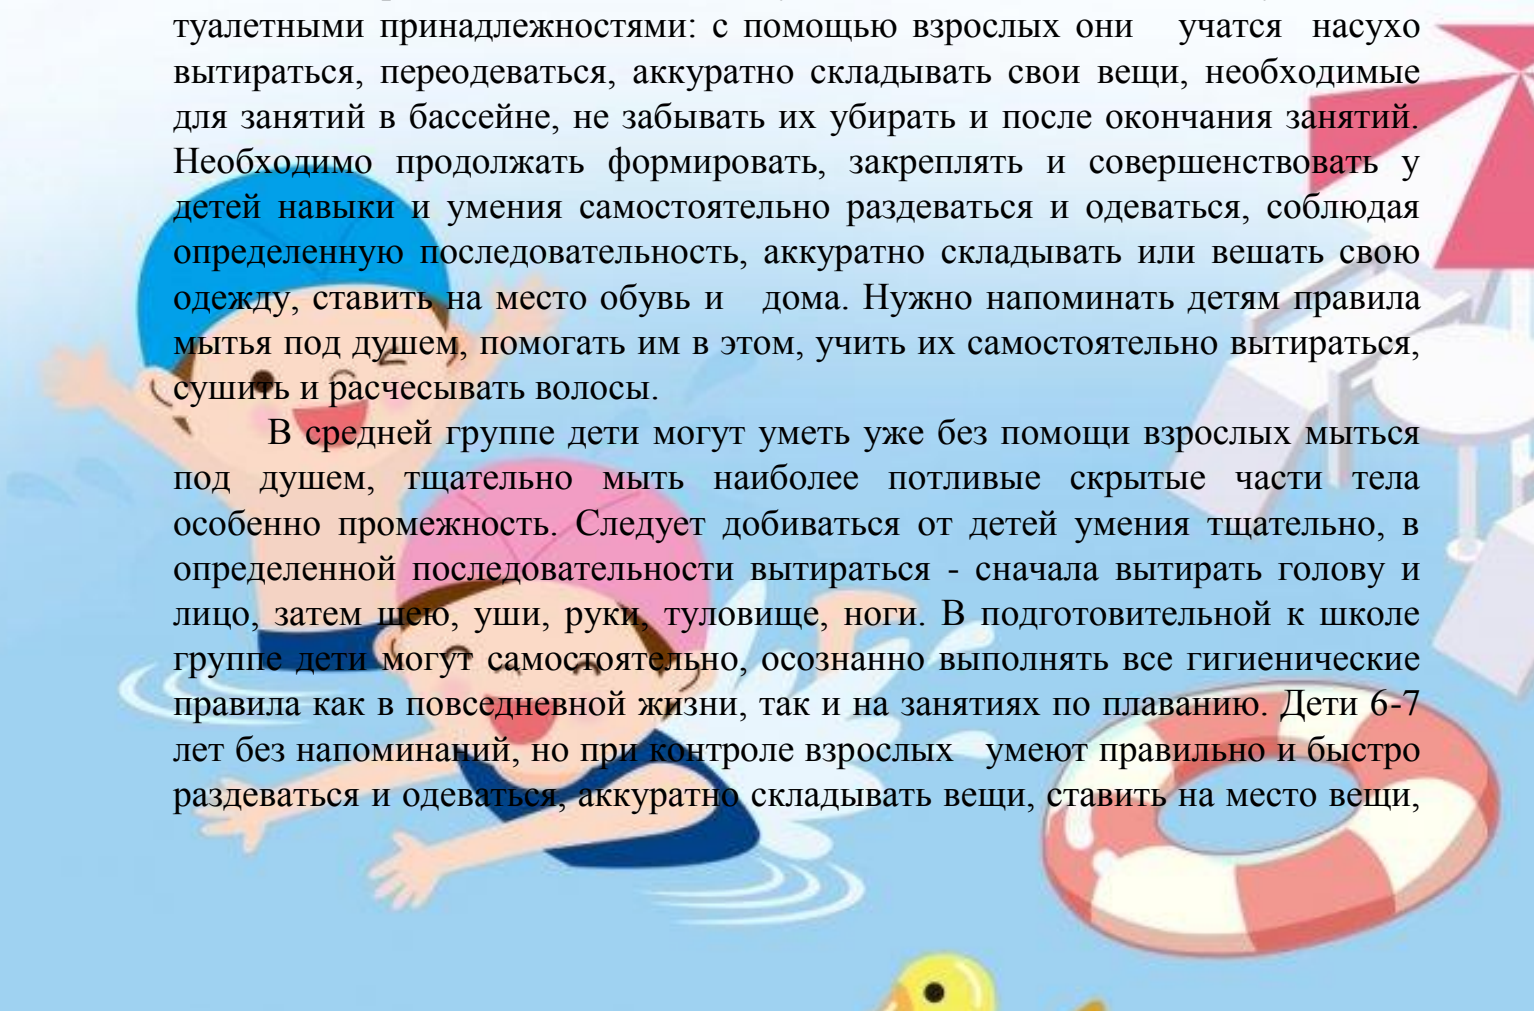 туалетными принадлежностями: с помощью взрослых они учатся насухо
вытираться, переодеваться, аккуратно складывать свои вещи, необходимые
для занятий в бассейне, не забывать их убирать и после окончания занятий.
Необходимо продолжать формировать, закреплять и совершенствовать у
детей навыки и умения самостоятельно раздеваться и одеваться, соблюдая
определенную последовательность, аккуратно складывать или вешать свою
одежду, ставить на место обувь и дома. Нужно напоминать детям правила
мытья под душем, помогать им в этом, учить их самостоятельно вытираться,
сушить и расчесывать волосы.
В средней группе дети могут уметь уже без помощи взрослых мыться
под душем, тщательно мыть наиболее потливые скрытые части тела
особенно промежность. Следует добиваться от детей умения тщательно, в
определенной последовательности вытираться - сначала вытирать голову и
лицо, затем шею, уши, руки, туловище, ноги. В подготовительной к школе
группе дети могут самостоятельно, осознанно выполнять все гигиенические
правила как в повседневной жизни, так и на занятиях по плаванию. Дети 6-7
лет без напоминаний, но при контроле взрослых умеют правильно и быстро
раздеваться и одеваться, аккуратно складывать вещи, ставить на место вещи,